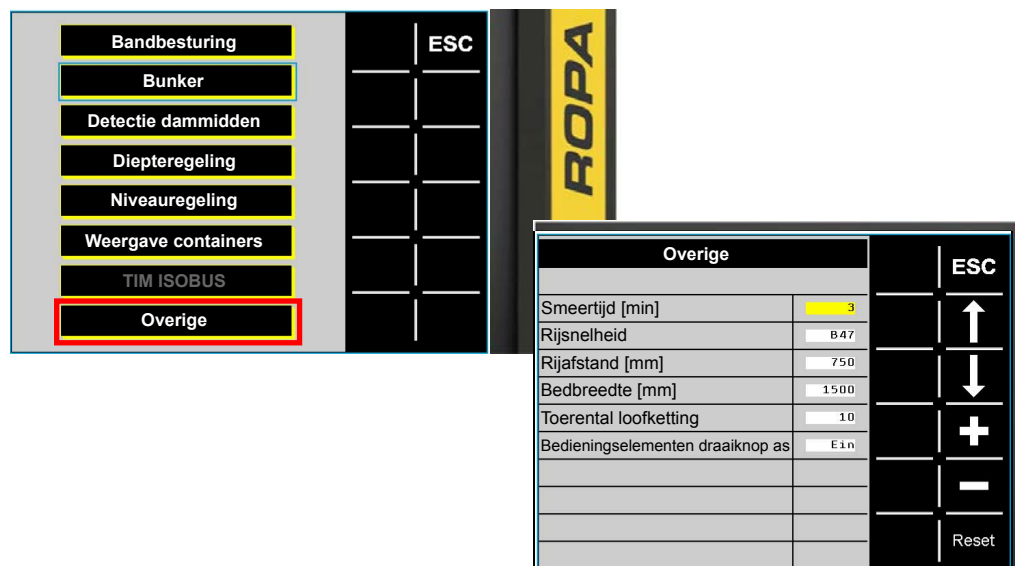 Bandbesturing
ESC
Bunker
Detectie dammidden
Diepteregeling
Niveauregeling
Weergave containers
TIM ISOBUS
Overige
ROPA
Overige
ESC
Smeertijd [min] 3
Rijsnelheid B47
Rijafstand [mm] 750
Bedbreedte [mm] 1500
Toerental loofketting 10
Bedieningselementen draaiknop as Ein
Reset